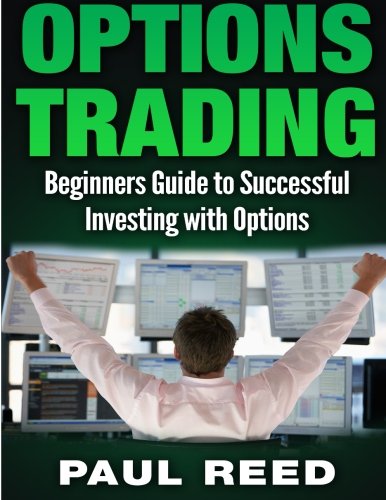 OPTIONS
TRADING
Beginners Guide to Successful
Investing with Options
PAUL REED